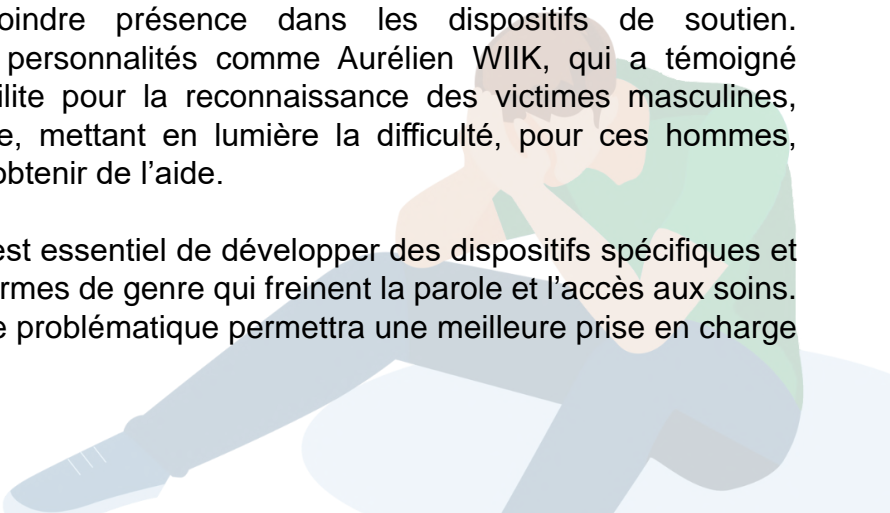 oindre présence dans les dispositifs de soutien.
personnalités comme Aurélien WIIK, qui a témoigné
ilite pour la reconnaissance des victimes masculines,
e, mettant en lumière la difficulté, pour ces hommes,
obtenir de l’aide.
est essentiel de développer des dispositifs spécifiques et
ormes de genre qui freinent la parole et l’accès aux soins.
e problématique permettra une meilleure prise en charge